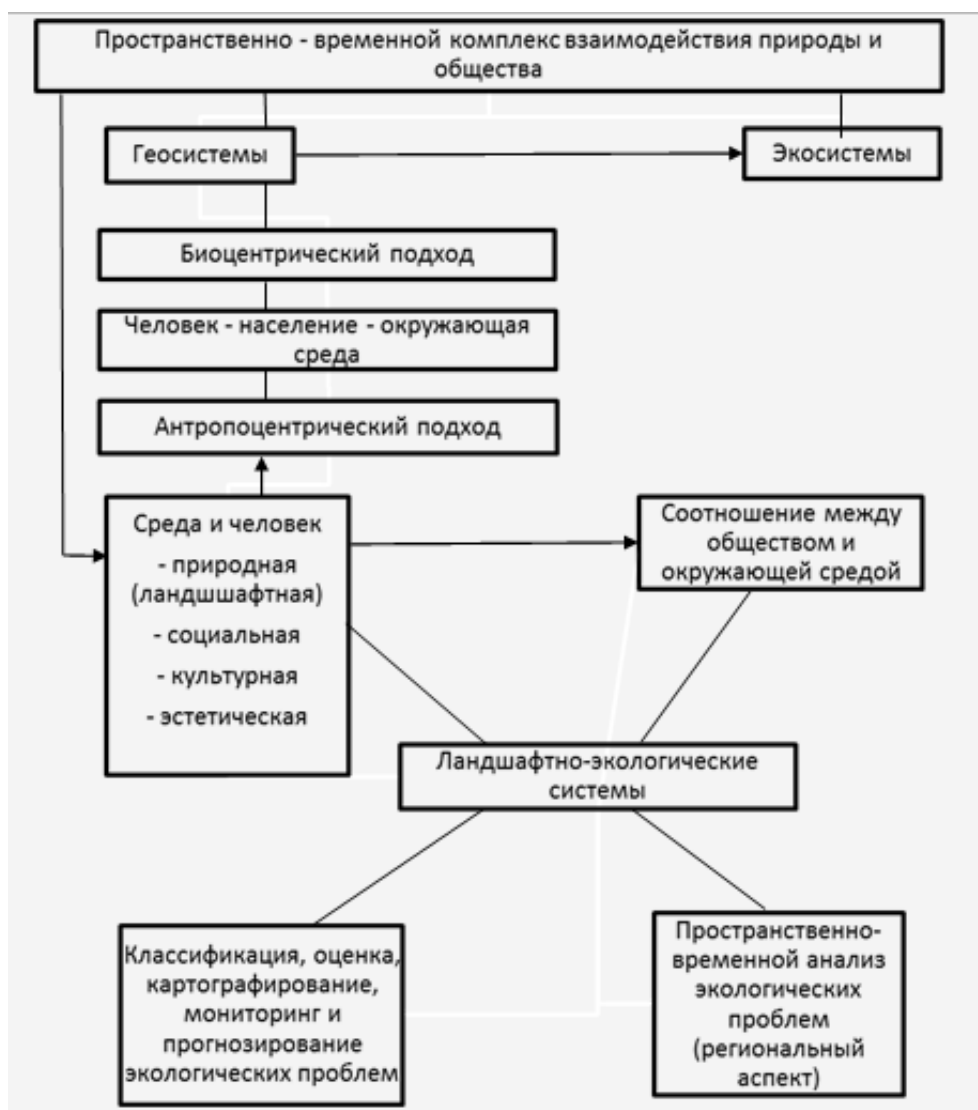 Пространственно - временной комплекс взаимодействия природы и
общества
Геосистемы
Экосистемы
Биоцентрический подход
Человек - население - окружающая
среда
Антропоцентрический подход
Среда и человек
- природная
(ландшшафтная)
- социальная
- культурная
- эстетическая
Соотношение между
обществом и
окружающей средой
Ландшафтно-экологические
системы
Классификация, оценка,
картографирование,
мониторинг и
прогнозирование
экологических проблем
Пространственно-
временной анализ
экологических
проблем
(региональный
аспект)